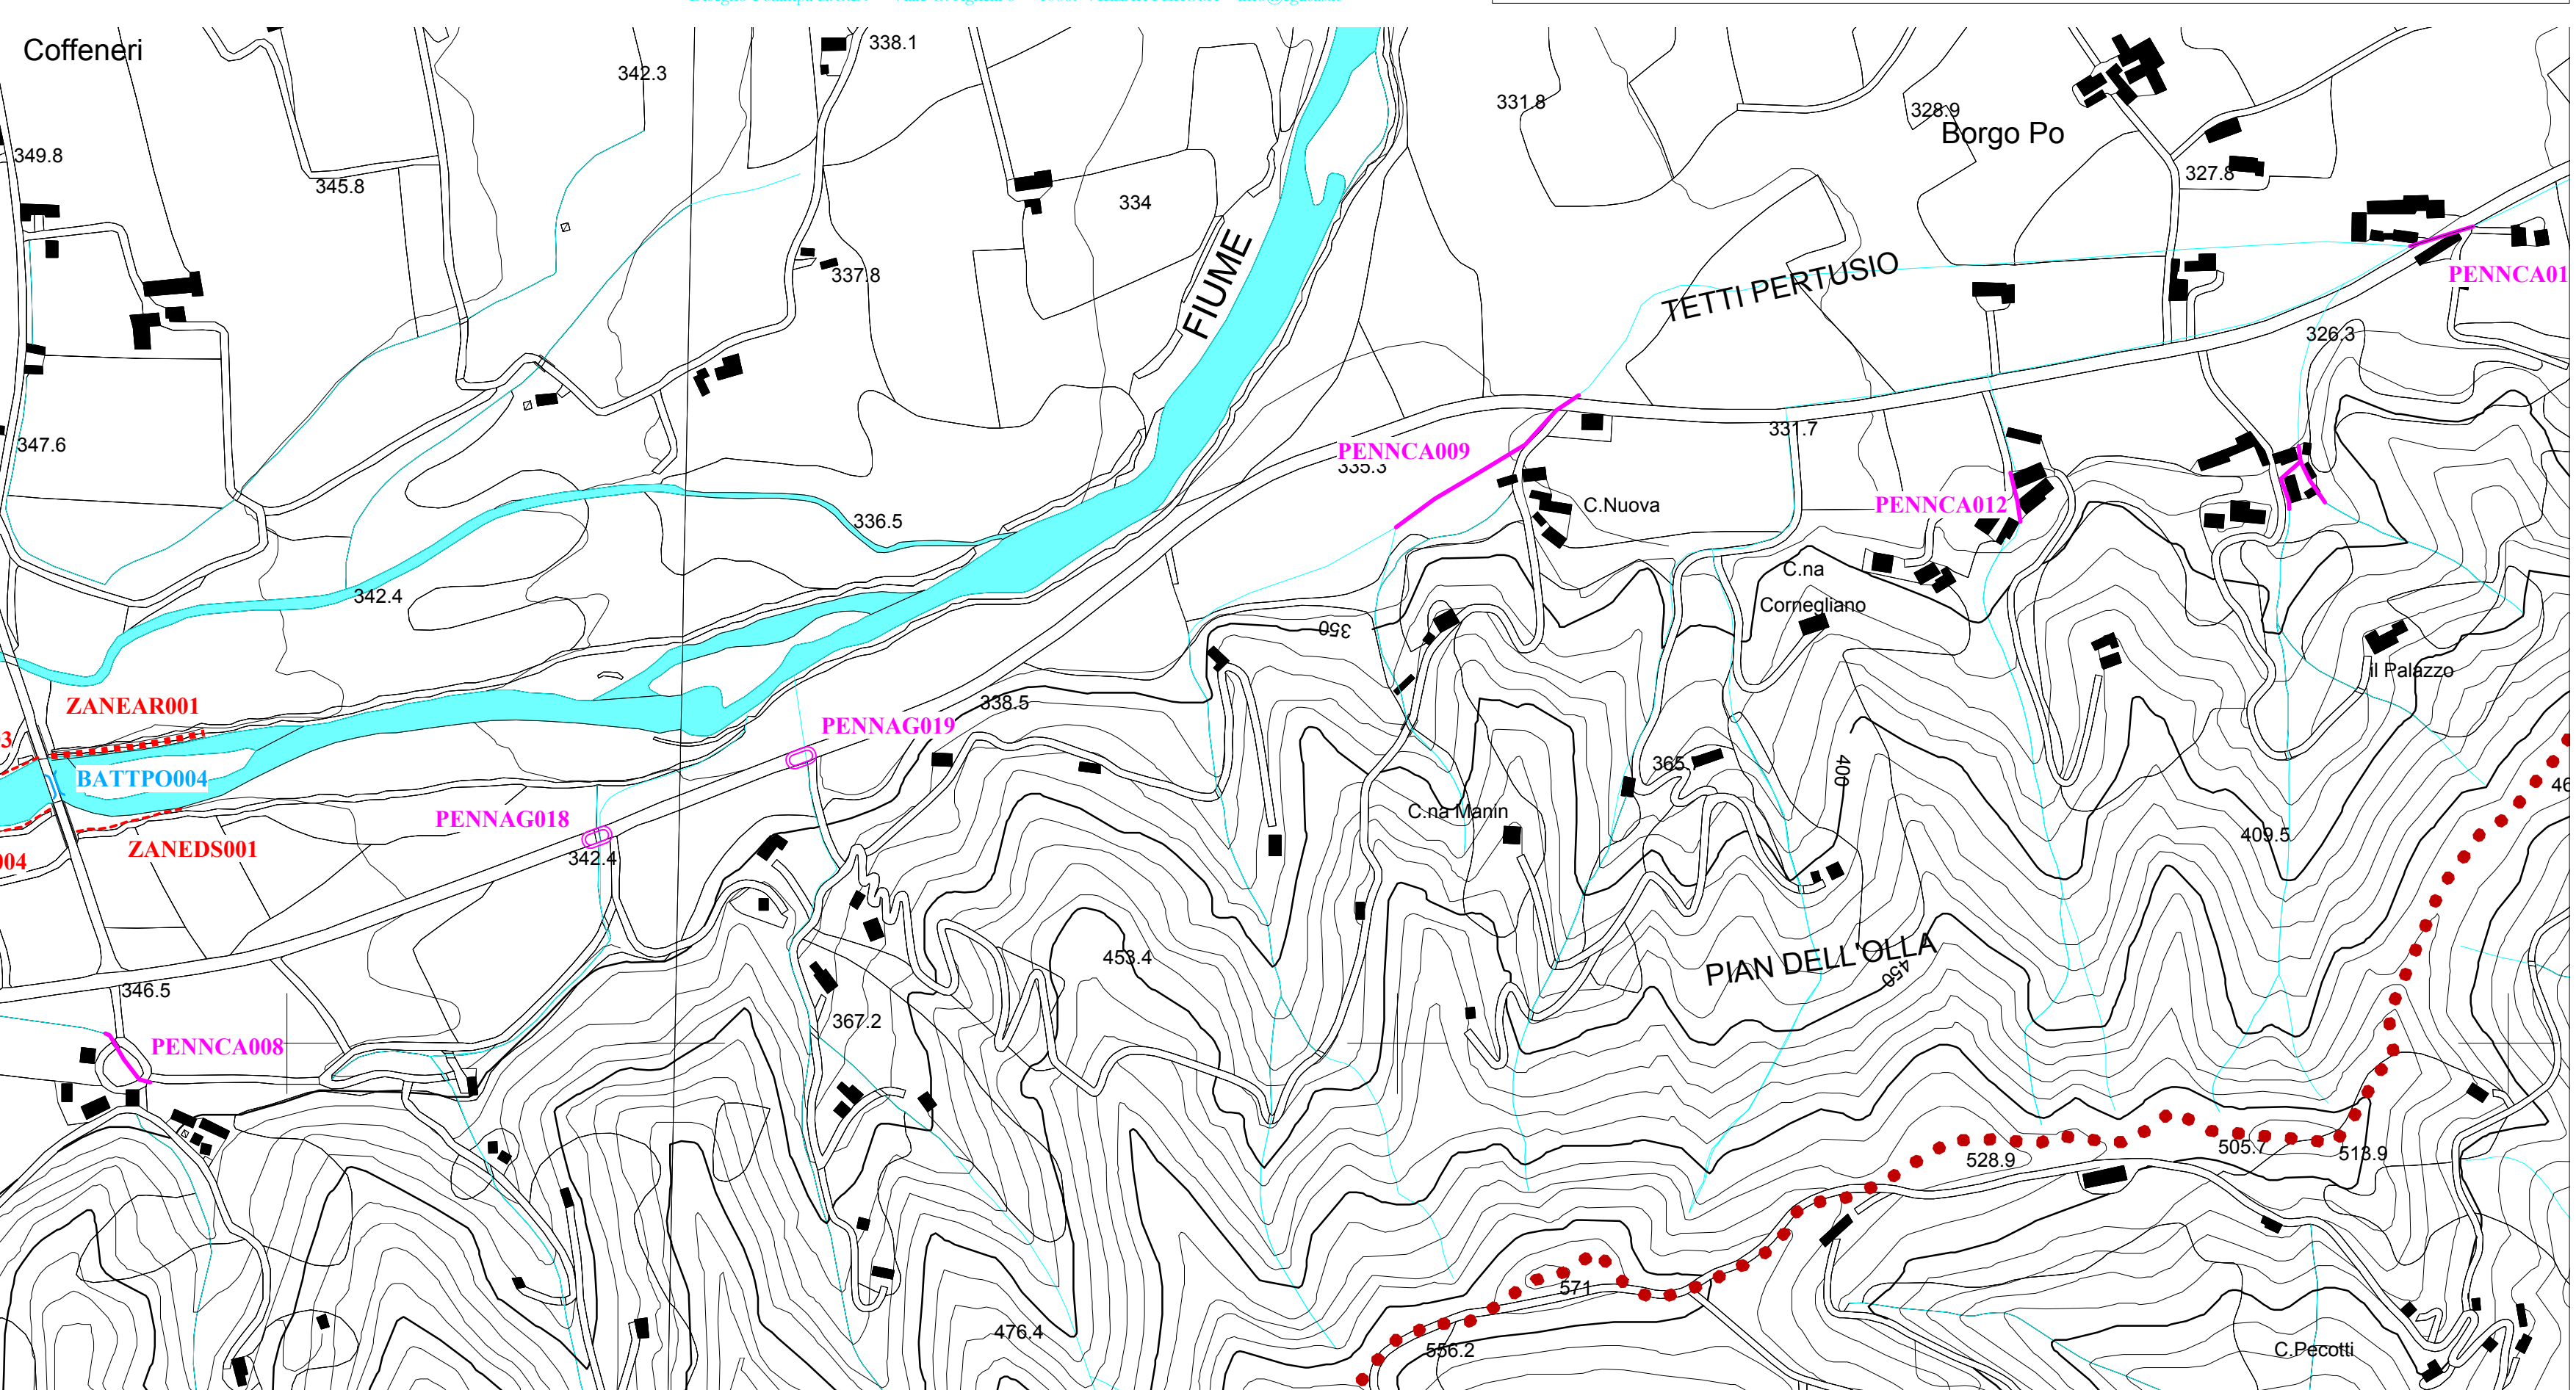 Coffeneri
338.1
342.3
331.8
328.9
Borgo Po
349.8
345.8
334
327.8
FIUME
337.8
TETTI PERTUSIO
PENNCA01
326.3
347.6
331.7
PENNCA009
335.3
C.Nuova
PENNCA012
336.5
342.4
C.na
Cornegliano
350
il Palazzo
ZANEAR001
338.5
PENNAG019
BATTPO004
365.
400
C.na Manin
PENNAG018
409.5
ZANEDS001
342.4
004
453.4
PIAN DELL'OLLA
450
346.5
367.2
PENNCA008
528.9
505.7
513.9
571
476.4
556.2
C.Pecotti